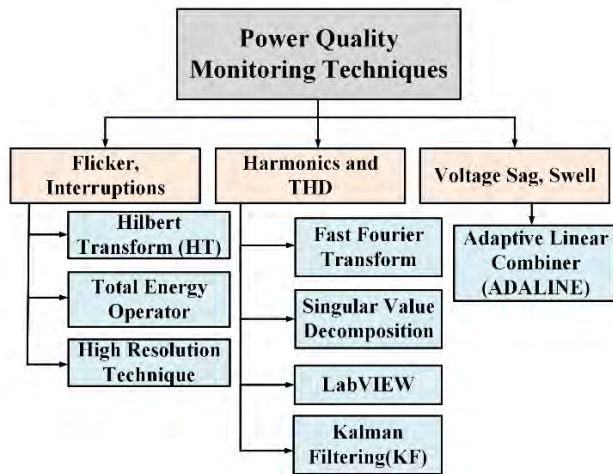 Power Quality
Monitoring Techniques
Flicker,
Interruptions
Hilbert
Transform (HT)
Total Energy
Operator
High Resolution
Technique
Harmonics and
THD
Fast Fourier
Transform
Singular Value
Decomposition
LabVIEW
Kalman
Filtering(KF)
Voltage Sag, Swell
Adaptive Linear
Combiner
(ADALINE)